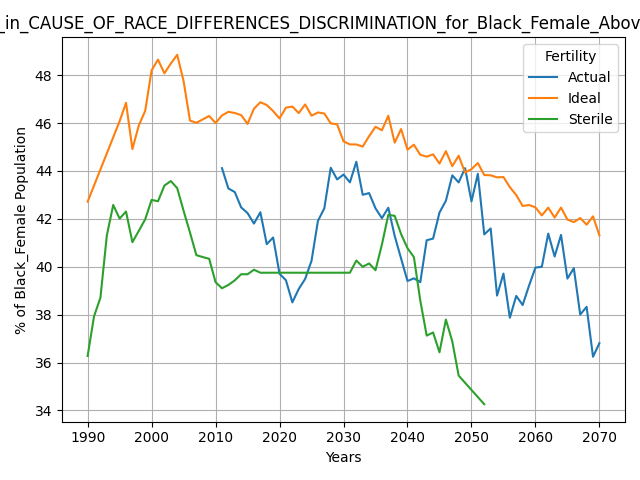 _in_CAUSE_OF_RACE_DIFFERENCES_DISCRIMINATION_for_Black_Female_Abov
Fertility
Actual
Ideal
Sterile
% of Black_Female Population
48
46
44
42
40
38
36
34
1990 2000 2010 2020 2030 2040 2050 2060 2070
Years